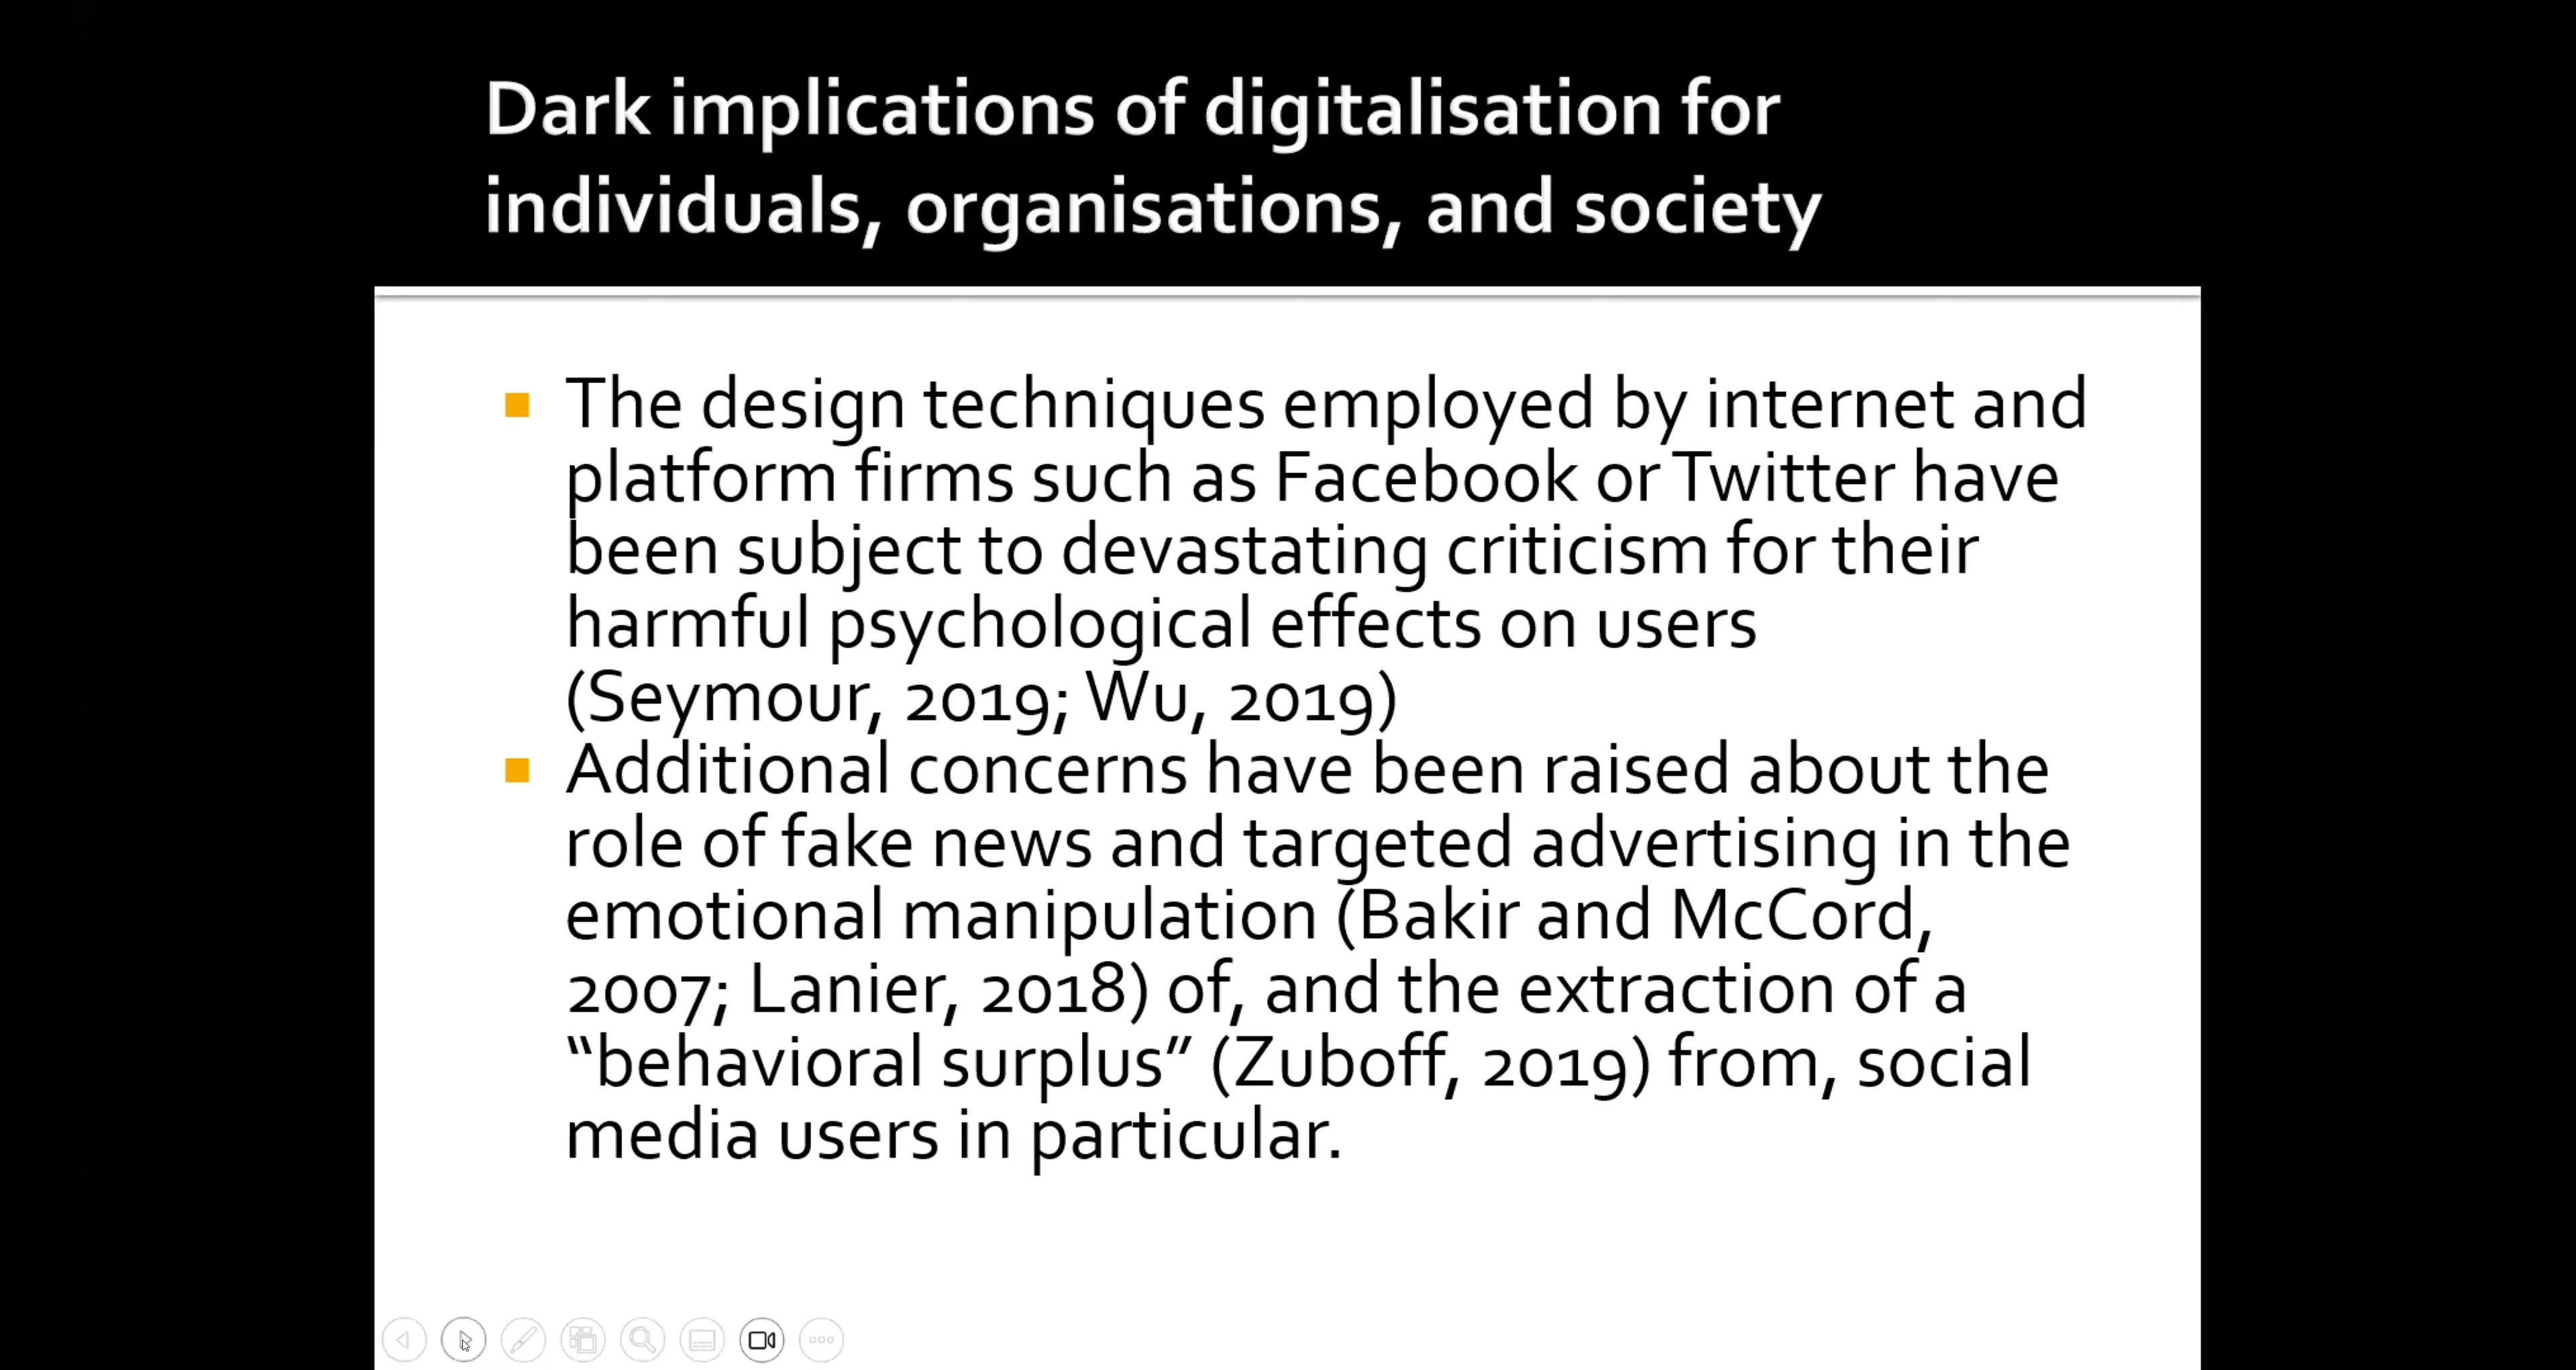 Dark implications of digitalisation for
individuals, organisations, and society
The design techniques employed by internet and
platform firms such as Facebook or Twitter have
been subject to devastating criticism for their
harmful psychological effects on users
(Seymour, 2019; Wu, 2019)
Additional concerns have been raised about the
role of fake news and targeted advertising in the
emotional manipulation (Bakir and McCord,
2007; Lanier, 2018) of, and the extraction of a
“behavioral surplus” (Zuboff, 2019) from, social
media users in particular.